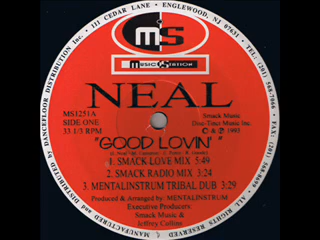 m's
MUSIC STATION
NEAL
MS1251A
SIDE ONE
33 1/3 RPM
Smack Music
Disc-Tinct Music Inc.
© & ℗ 1995
"GOOD LOVIN'"
1. SMACK LOVE MIX 5:49
2. SMACK RADIO MIX 3:24
3. MENTALINSTRUM TRIBAL DUB 3:29
Produced & Arranged by: MENTALINSTRUM
Executive Producers:
Smack Music &
Jeffrey Collins
MANUFACTURED AND DISTRIBUTED BY DANCEFLOOR DISTRIBUTION Inc. • 111 CEDAR LANE • ENGLEWOOD, NJ 07631
ALL RIGHTS RESERVED